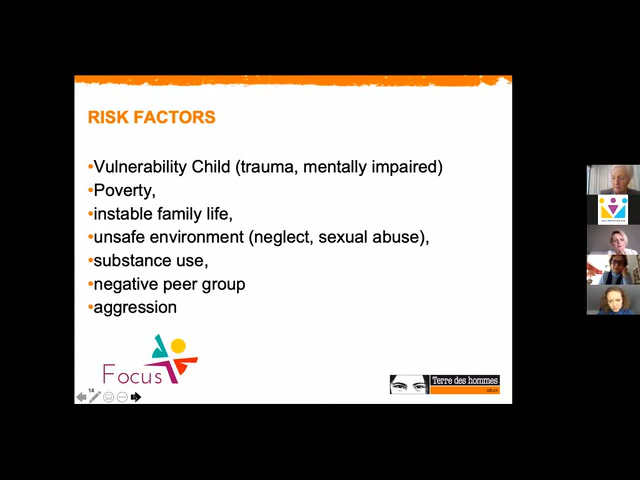 RISK FACTORS
•Vulnerability Child (trauma, mentally impaired)
•Poverty,
•instable family life,
•unsafe environment (neglect, sexual abuse),
•substance use,
•negative peer group
•aggression
Focus
Terre des hommes
14